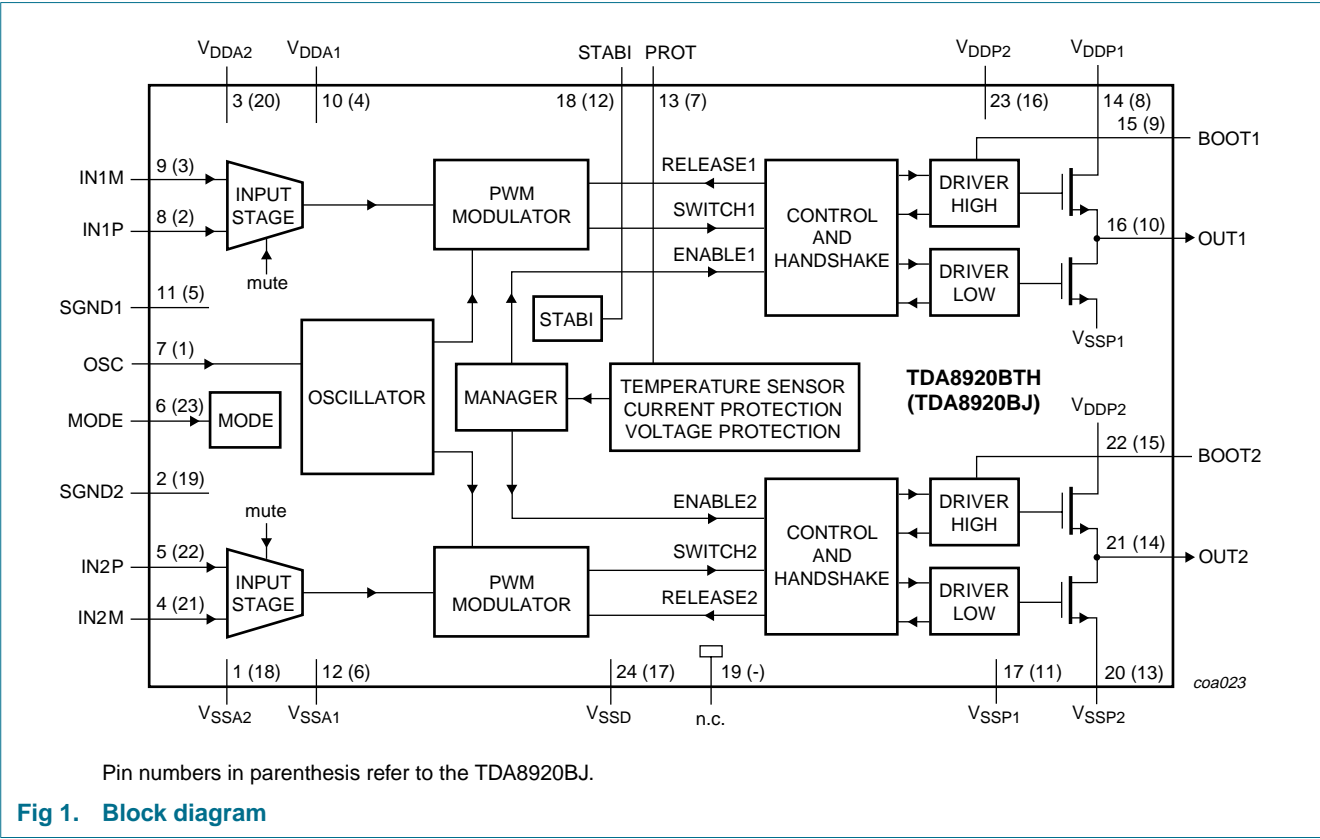 VDDA2
VDDA1
STABI PROT
VDDP2
VDDP1
3 (20)
10 (4)
18 (12)
13 (7)
23 (16)
14 (8)
15 (9)
BOOT1
IN1M
9 (3)
INPUT
STAGE
IN1P
8 (2)
mute
PWM
MODULATOR
RELEASE1
SWITCH1
ENABLE1
CONTROL
AND
HANDSHAKE
DRIVER
HIGH
DRIVER
LOW
16 (10)
OUT1
VSSP1
SGND1
11 (5)
STABI
OSC
7 (1)
OSCILLATOR
MANAGER
TEMPERATURE SENSOR
CURRENT PROTECTION
VOLTAGE PROTECTION
TDA8920BTH
(TDA8920BJ)
MODE
6 (23)
MODE
VDDP2
22 (15)
BOOT2
SGND2
2 (19)
mute
IN2P
5 (22)
INPUT
STAGE
IN2M
4 (21)
PWM
MODULATOR
ENABLE2
SWITCH2
RELEASE2
CONTROL
AND
HANDSHAKE
DRIVER
HIGH
DRIVER
LOW
21 (14)
OUT2
1 (18)
12 (6)
24 (17)
19 (-)
17 (11)
20 (13)
VSSA2
VSSA1
VSSD
n.c.
VSSP1
VSSP2
coa023
Pin numbers in parenthesis refer to the TDA8920BJ.
Fig 1. Block diagram